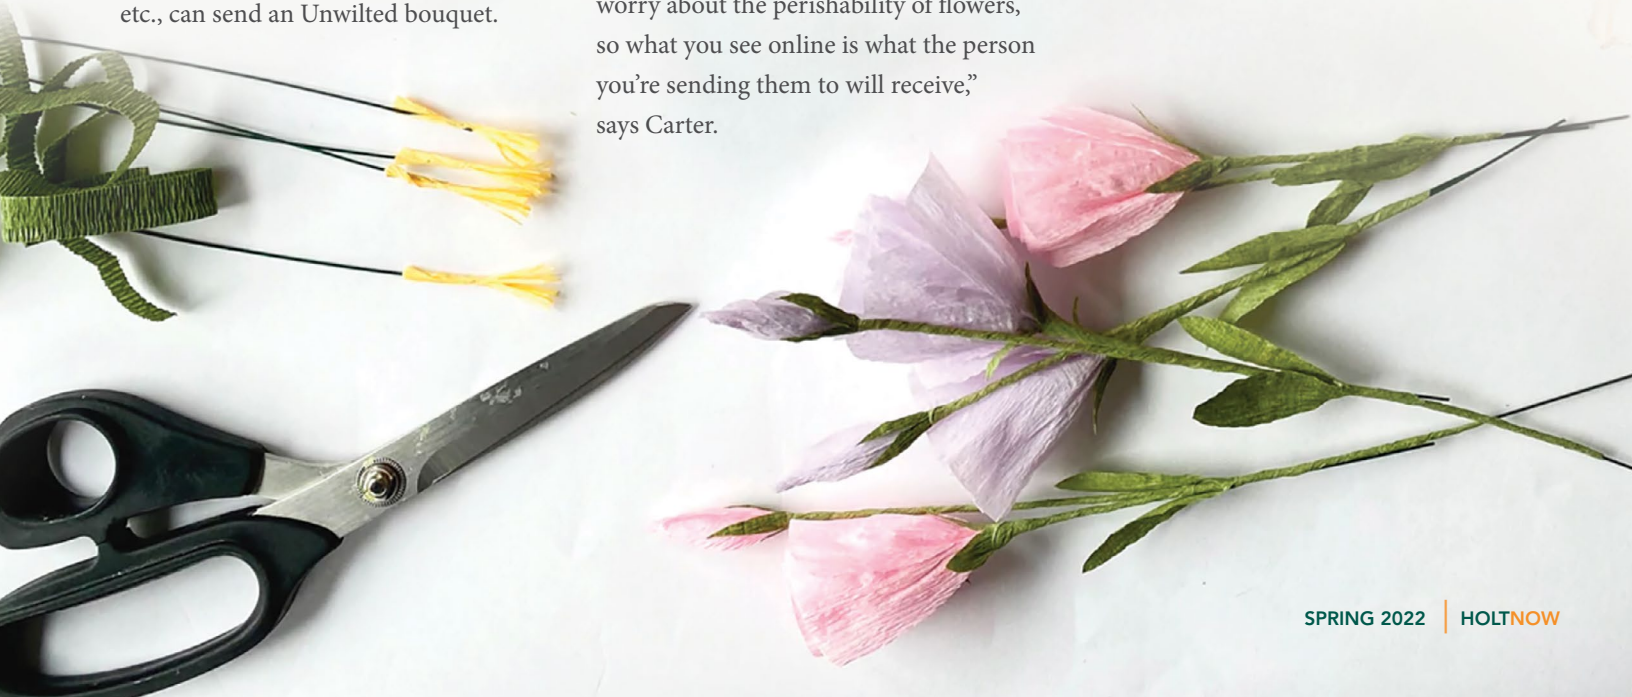 etc., can send an Unwilted bouquet.
worry about the perishability of flowers,
so what you see online is what the person
you’re sending them to will receive,”
says Carter.
SPRING 2022 | HOLTNOW